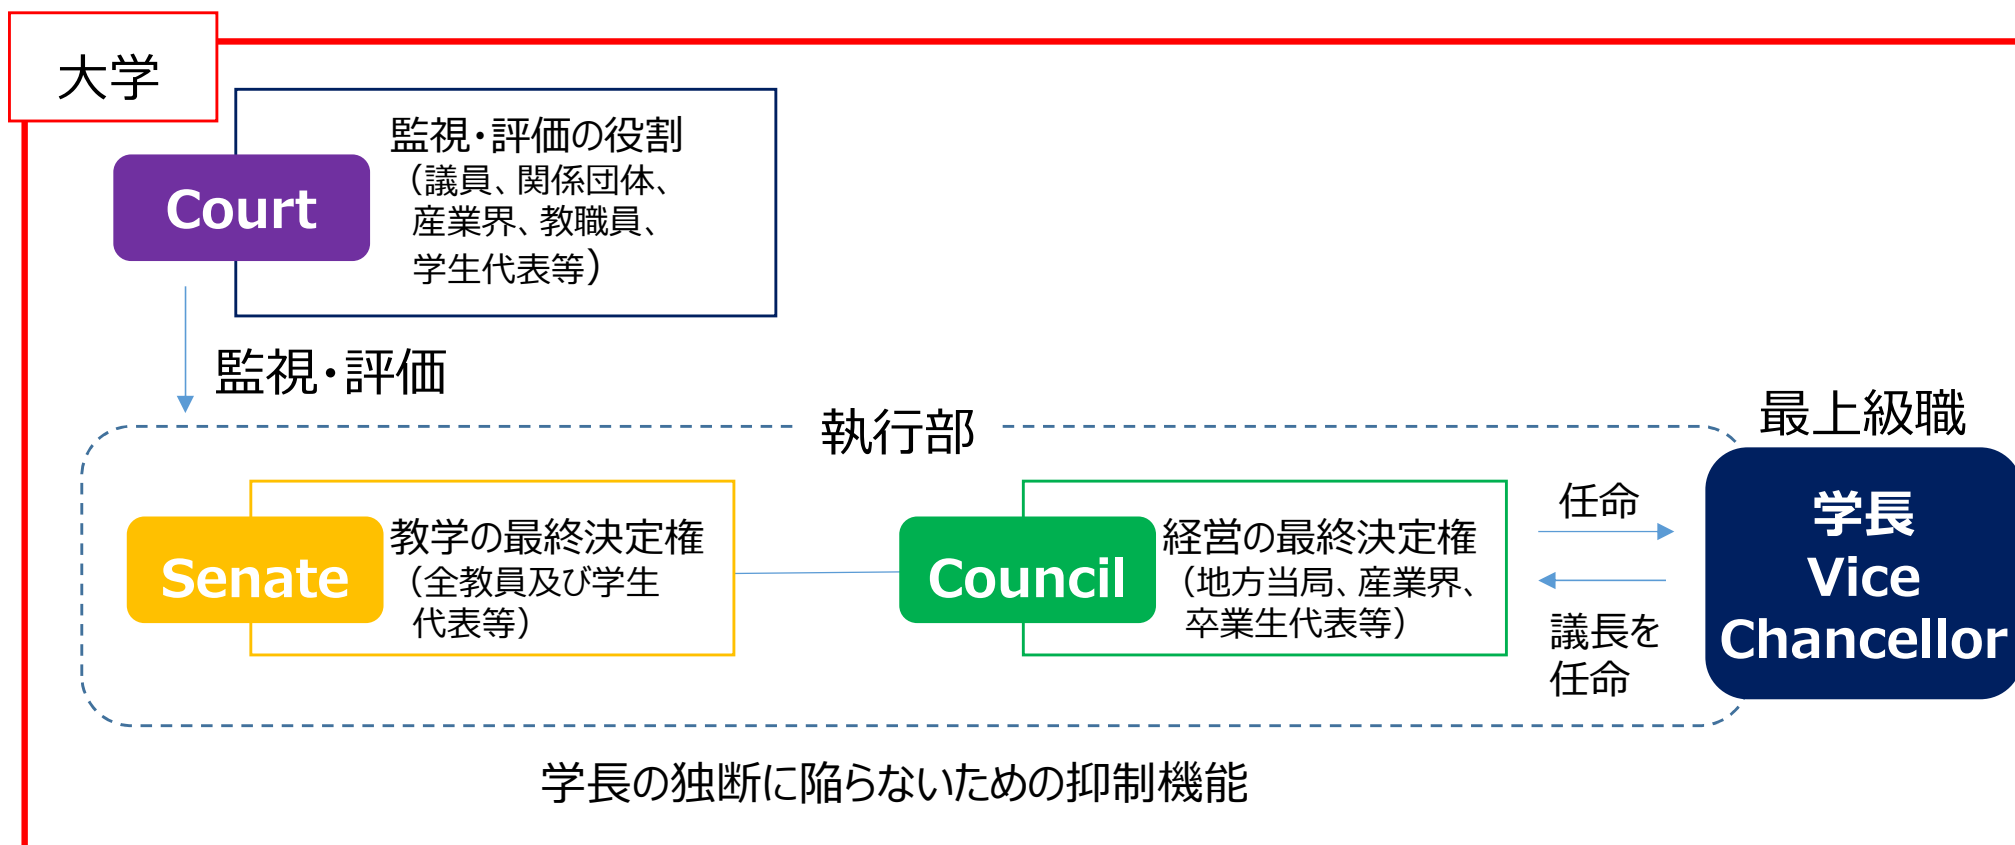 大学
監視・評価の役割
（議員、関係団体、
産業界、教職員、
学生代表等）
Court
監視・評価
執行部
最上級職
Senate
教学の最終決定権
（全教員及び学生
代表等）
Council
経営の最終決定権
（地方当局、産業界、
卒業生代表等）
任命
議長を
任命
学長
Vice
Chancellor
学長の独断に陥らないための抑制機能